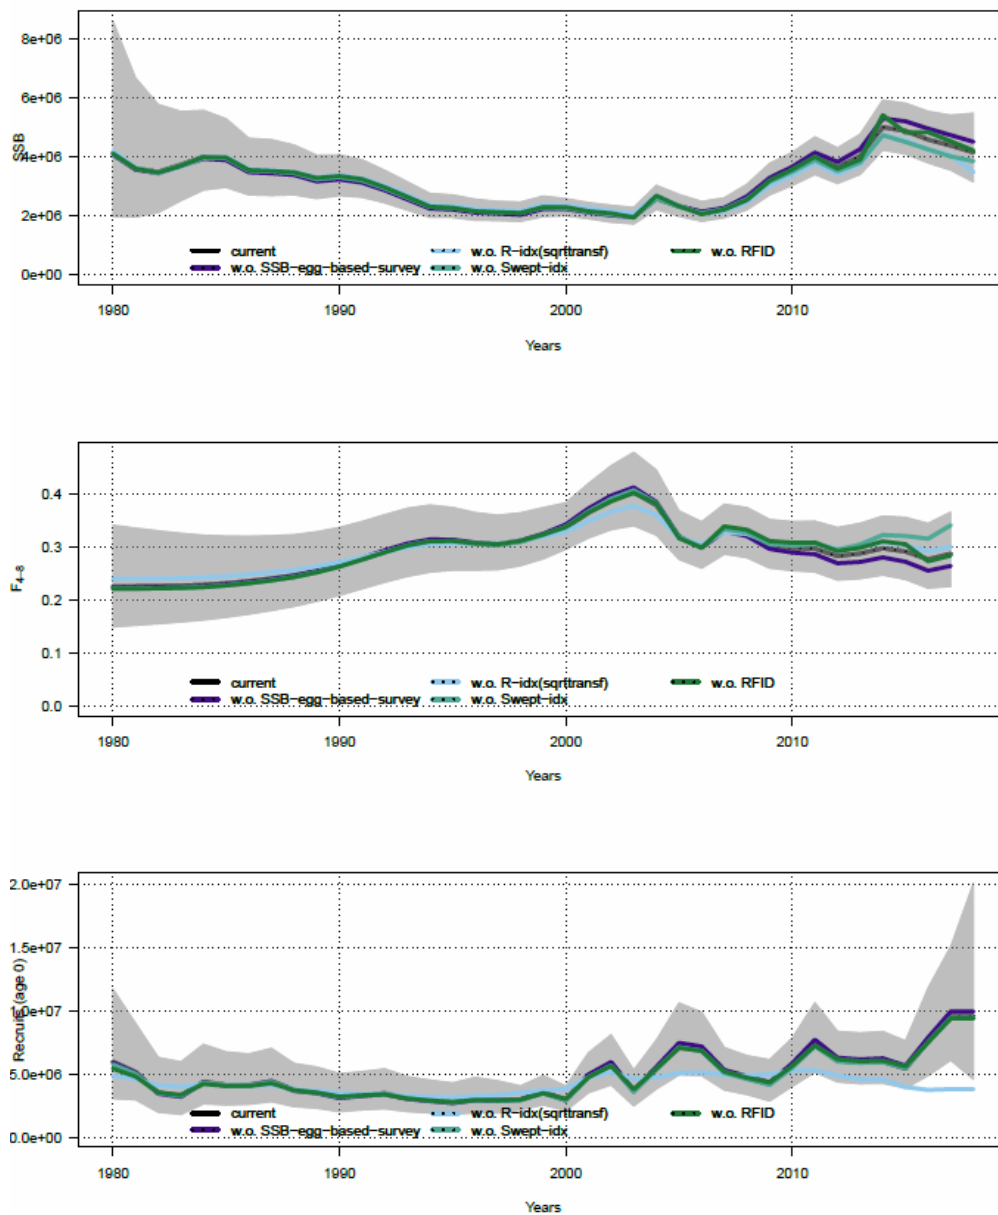 8e+06
6e+06
SSB
4e+06
2e+06
0e+00
current
w.o. R-idx(sqrttransf)
w.o. RFID
w.o. SSB-egg-based-survey
w.o. Swept-idx
1980
1990
2000
2010
Years
0.4
0.3
F4-8
0.2
0.1
0.0
current
w.o. R-idx(sqrttransf)
w.o. RFID
w.o. SSB-egg-based-survey
w.o. Swept-idx
1980
1990
2000
2010
Years
2.0e+07
1.5e+07
Recruits (age 0)
1.0e+07
5.0e+06
0.0e+00
current
w.o. R-idx(sqrttransf)
w.o. RFID
w.o. SSB-egg-based-survey
w.o. Swept-idx
1980
1990
2000
2010
Years